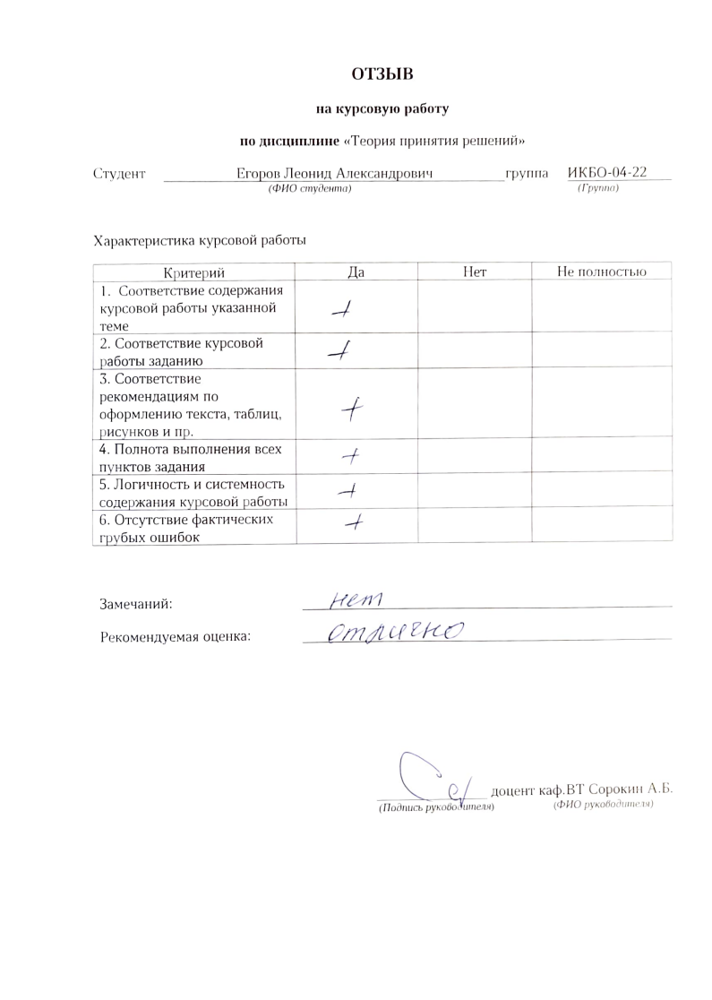 ОТЗЫВ
на курсовую работу
по дисциплине «Теория принятия решений»
Студент Егоров Леонид Александрович группа ИКБО-04-22
(ФИО студента) (Группа)
Характеристика курсовой работы
Критерий Да Нет Не полностью
1. Соответствие содержания
курсовой работы указанной
теме +
2. Соответствие курсовой
работы заданию +
3. Соответствие
рекомендациям по
оформлению текста, таблиц,
рисунков и пр. +
4. Полнота выполнения всех
пунктов задания +
5. Логичность и системность
содержания курсовой работы +
6. Отсутствие фактических
грубых ошибок +
Замечаний: нет
Рекомендуемая оценка: отлично
доцент каф.ВТ Сорокин А.Б.
(Подпись руководителя) (ФИО руководителя)